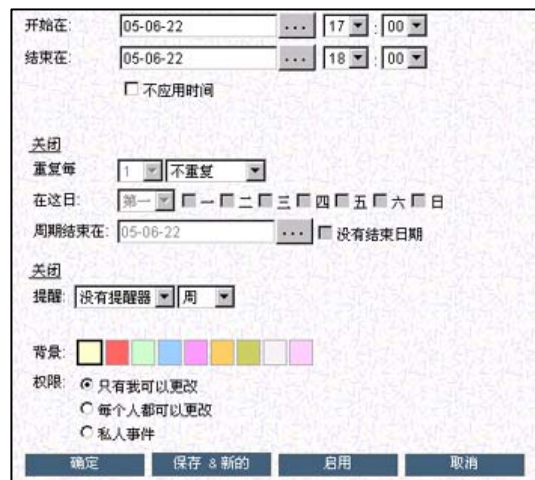 开始在: 05-06-22 ... 17 : 00
结束在: 05-06-22 ... 18 : 00
不应用时间
关闭
重复每 1 不重复
在这日: 第一 一 二 三 四 五 六 日
周期结束在: 05-06-22 ... 没有结束日期
关闭
提醒: 没有提醒器 周
背景:
权限: 只有我可以更改
每个人都可以更改
私人事件
确定 保存 &新的 启用 取消